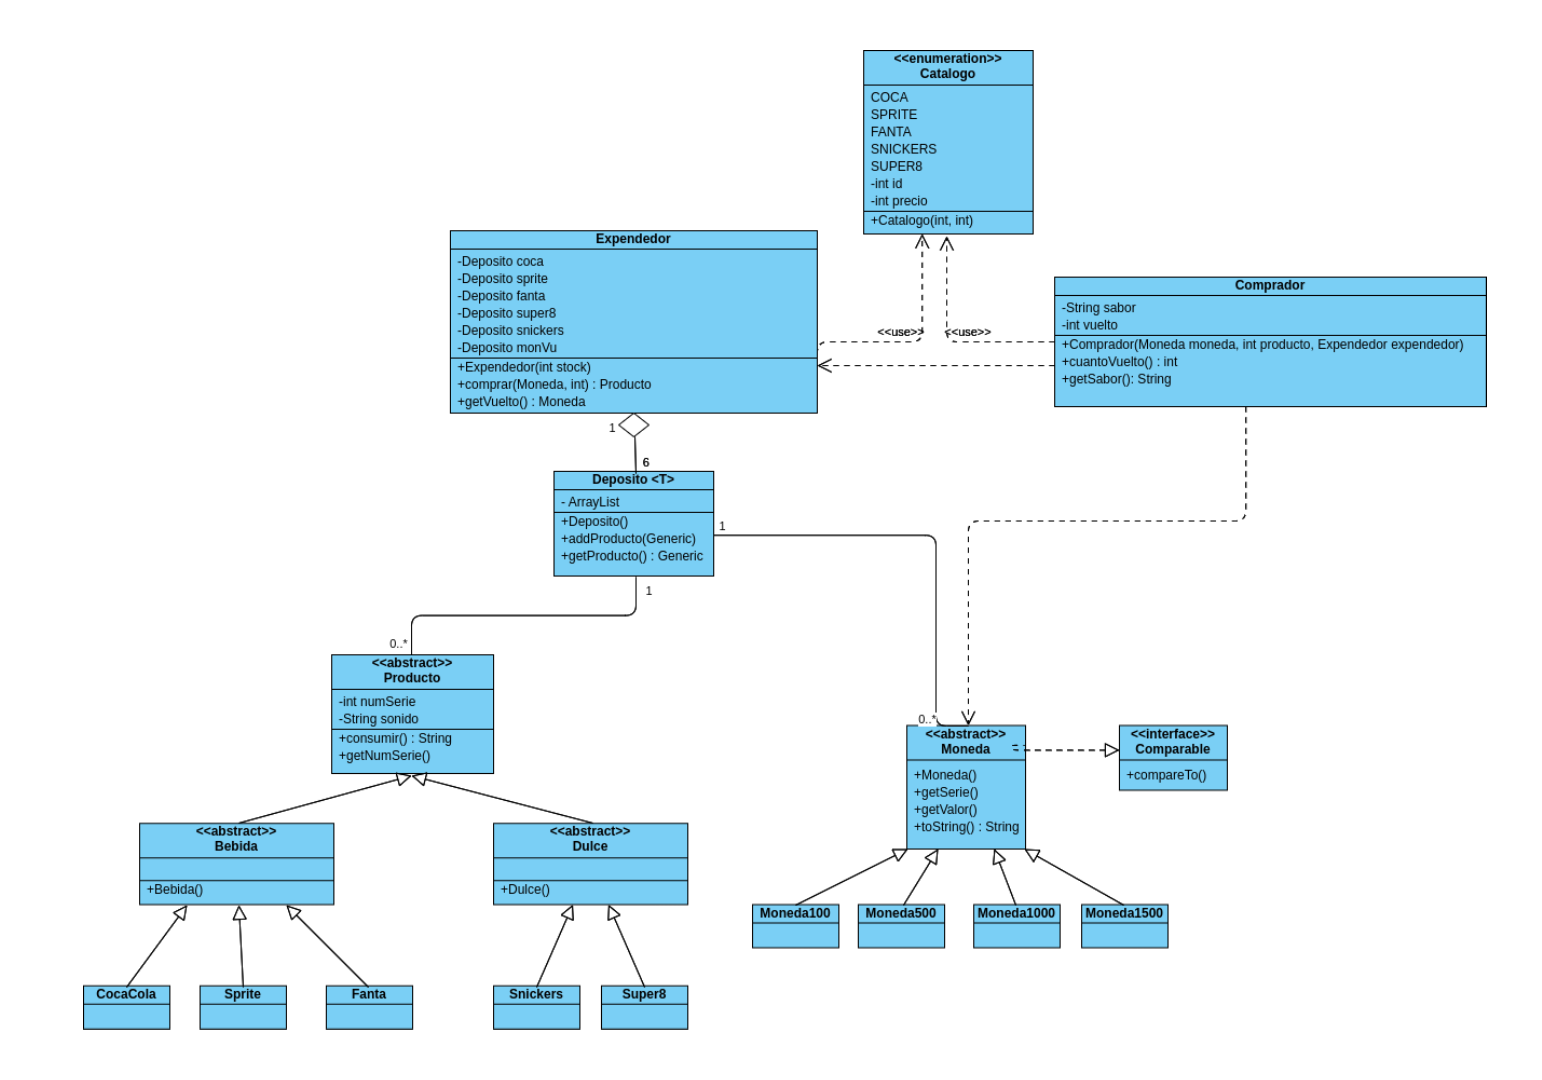 <<enumeration>>
Catalogo
COCA
SPRITE
FANTA
SNICKERS
SUPER8
-int id
-int precio
+Catalogo(int, int)
Expendedor
-Deposito coca
-Deposito sprite
-Deposito fanta
-Deposito super8
-Deposito snickers
-Deposito monVu
+Expendedor(int stock)
+comprar(Moneda, int) : Producto
+getVuelto() : Moneda
<<use>>
<<use>>
Comprador
-String sabor
-int vuelto
+Comprador(Moneda moneda, int producto, Expendedor expendedor)
+cuantoVuelto() : int
+getSabor(): String
1
6
Deposito <T>
- ArrayList
+Deposito()
+addProducto(Generic)
+getProducto() : Generic
1
1
0..*
<<abstract>>
Producto
-int numSerie
-String sonido
+consumir() : String
+getNumSerie()
0..*
<<abstract>>
Moneda
+Moneda()
+getSerie()
+getValor()
+toString() : String
<<interface>>
Comparable
+compareTo()
<<abstract>>
Bebida
+Bebida()
<<abstract>>
Dulce
+Dulce()
Moneda100
Moneda500
Moneda1000
Moneda1500
CocaCola
Sprite
Fanta
Snickers
Super8